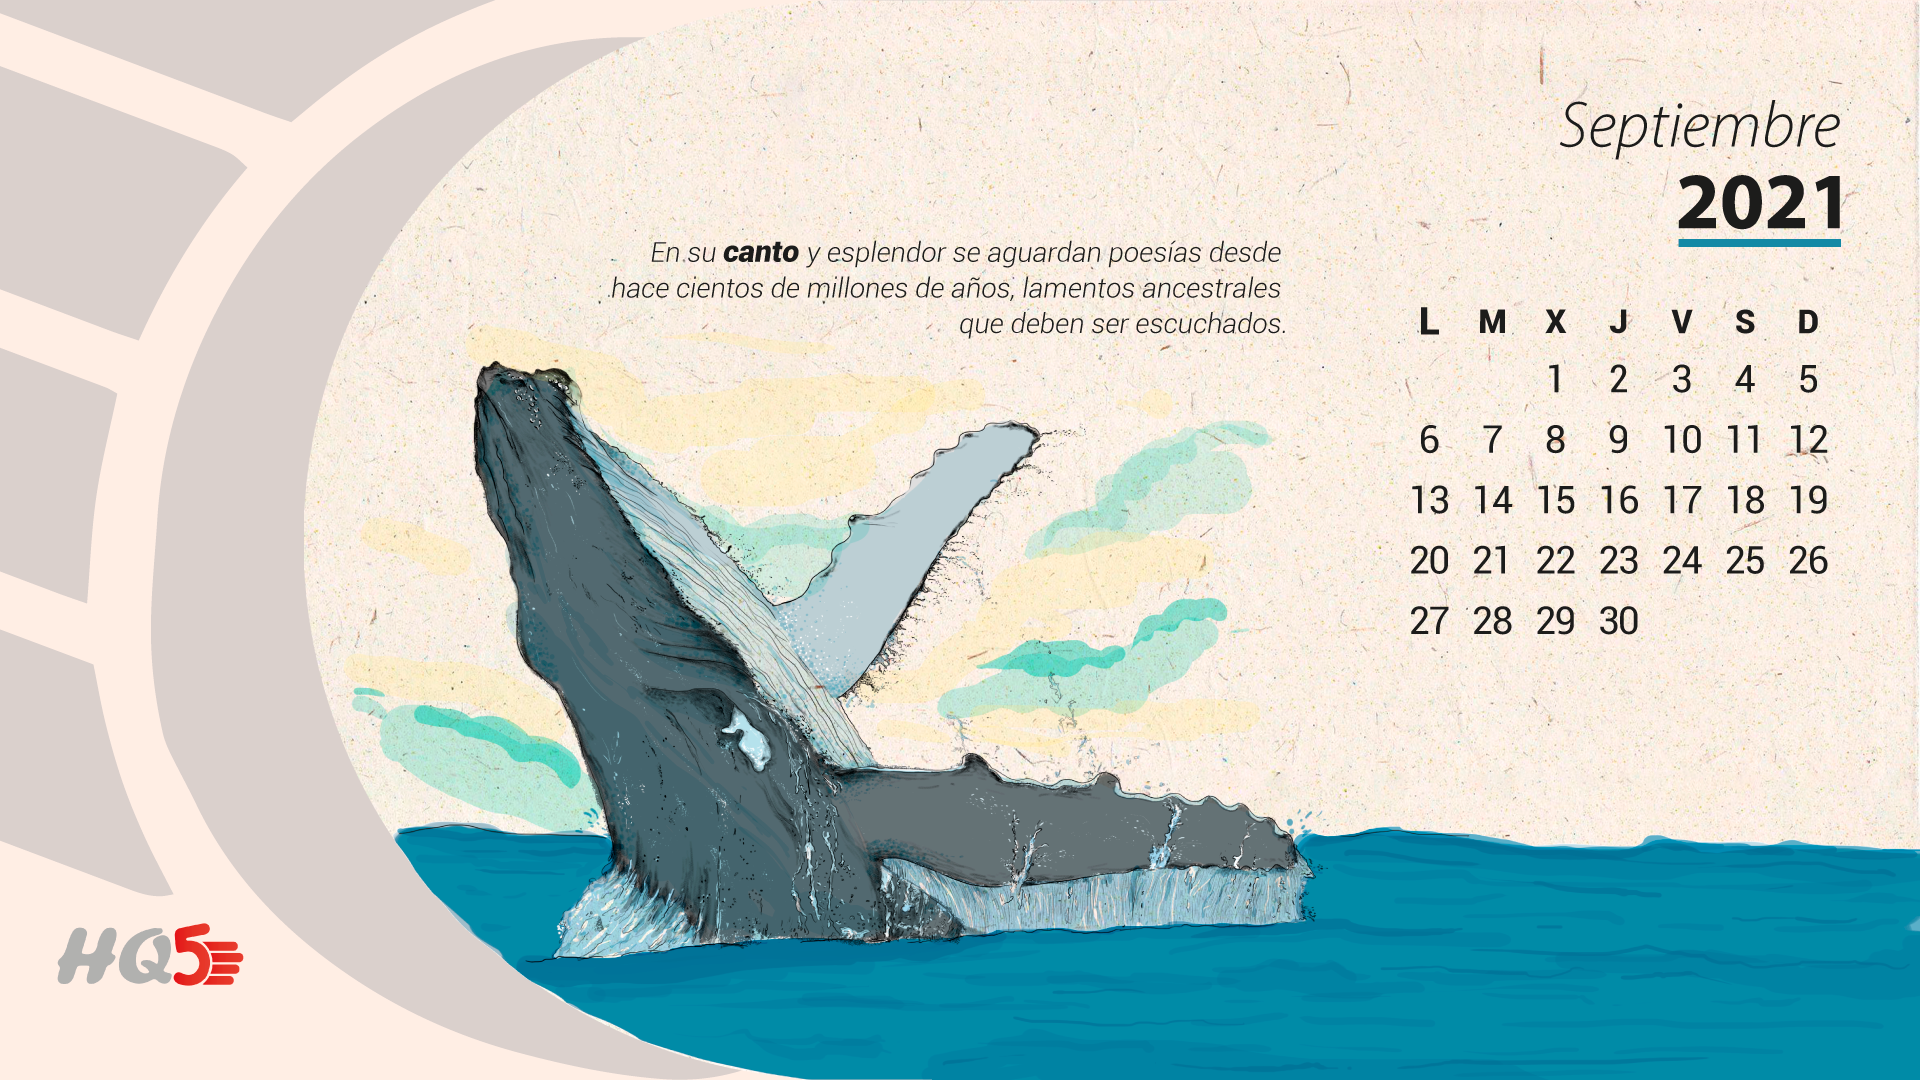 Septiembre
2021
En su canto y esplendor se aguardan poesías desde
hace cientos de millones de años, lamentos ancestrales
que deben ser escuchados.
L M X J V S D
1 2 3 4 5
6 7 8 9 10 11 12
13 14 15 16 17 18 19
20 21 22 23 24 25 26
27 28 29 30
HQ5